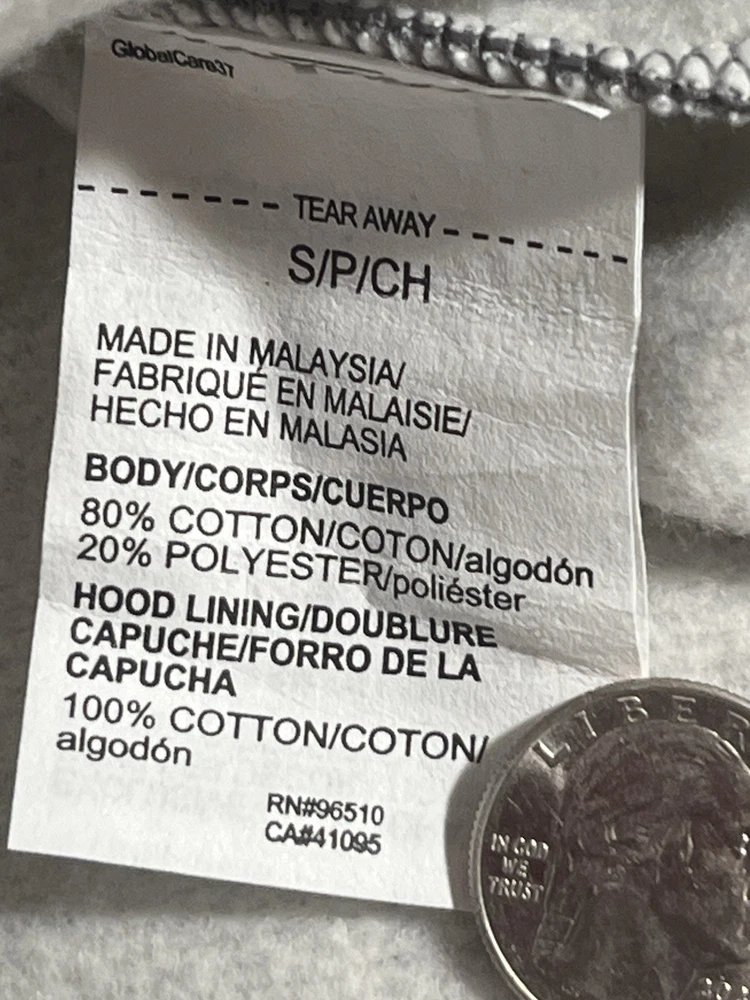 GlobalCare37
- - - - - - - - TEAR AWAY - - - - - - - -
S/P/CH
MADE IN MALAYSIA/
FABRIQUÉ EN MALAISIE/
HECHO EN MALASIA
BODY/CORPS/CUERPO
80% COTTON/COTON/algodón
20% POLYESTER/poliéster
HOOD LINING/DOUBLURE
CAPUCHE/FORRO DE LA
CAPUCHA
100% COTTON/COTON/
algodón
RN#96510
CA#41095
LIBER
IN GOD
WE
TRUST